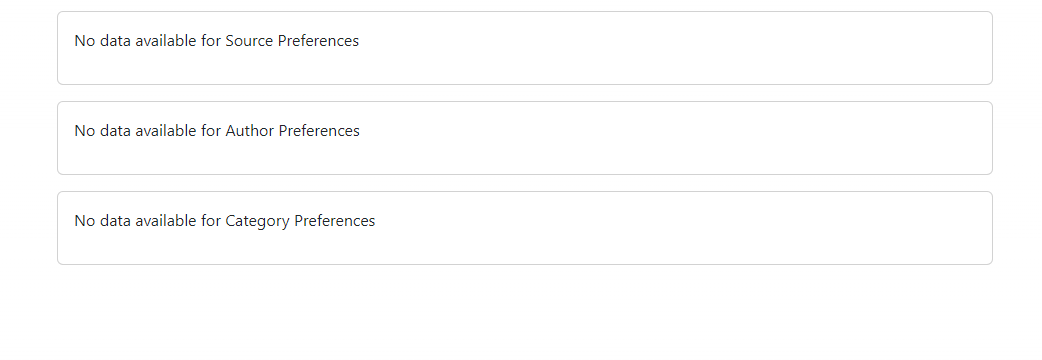 No data available for Source Preferences
No data available for Author Preferences
No data available for Category Preferences